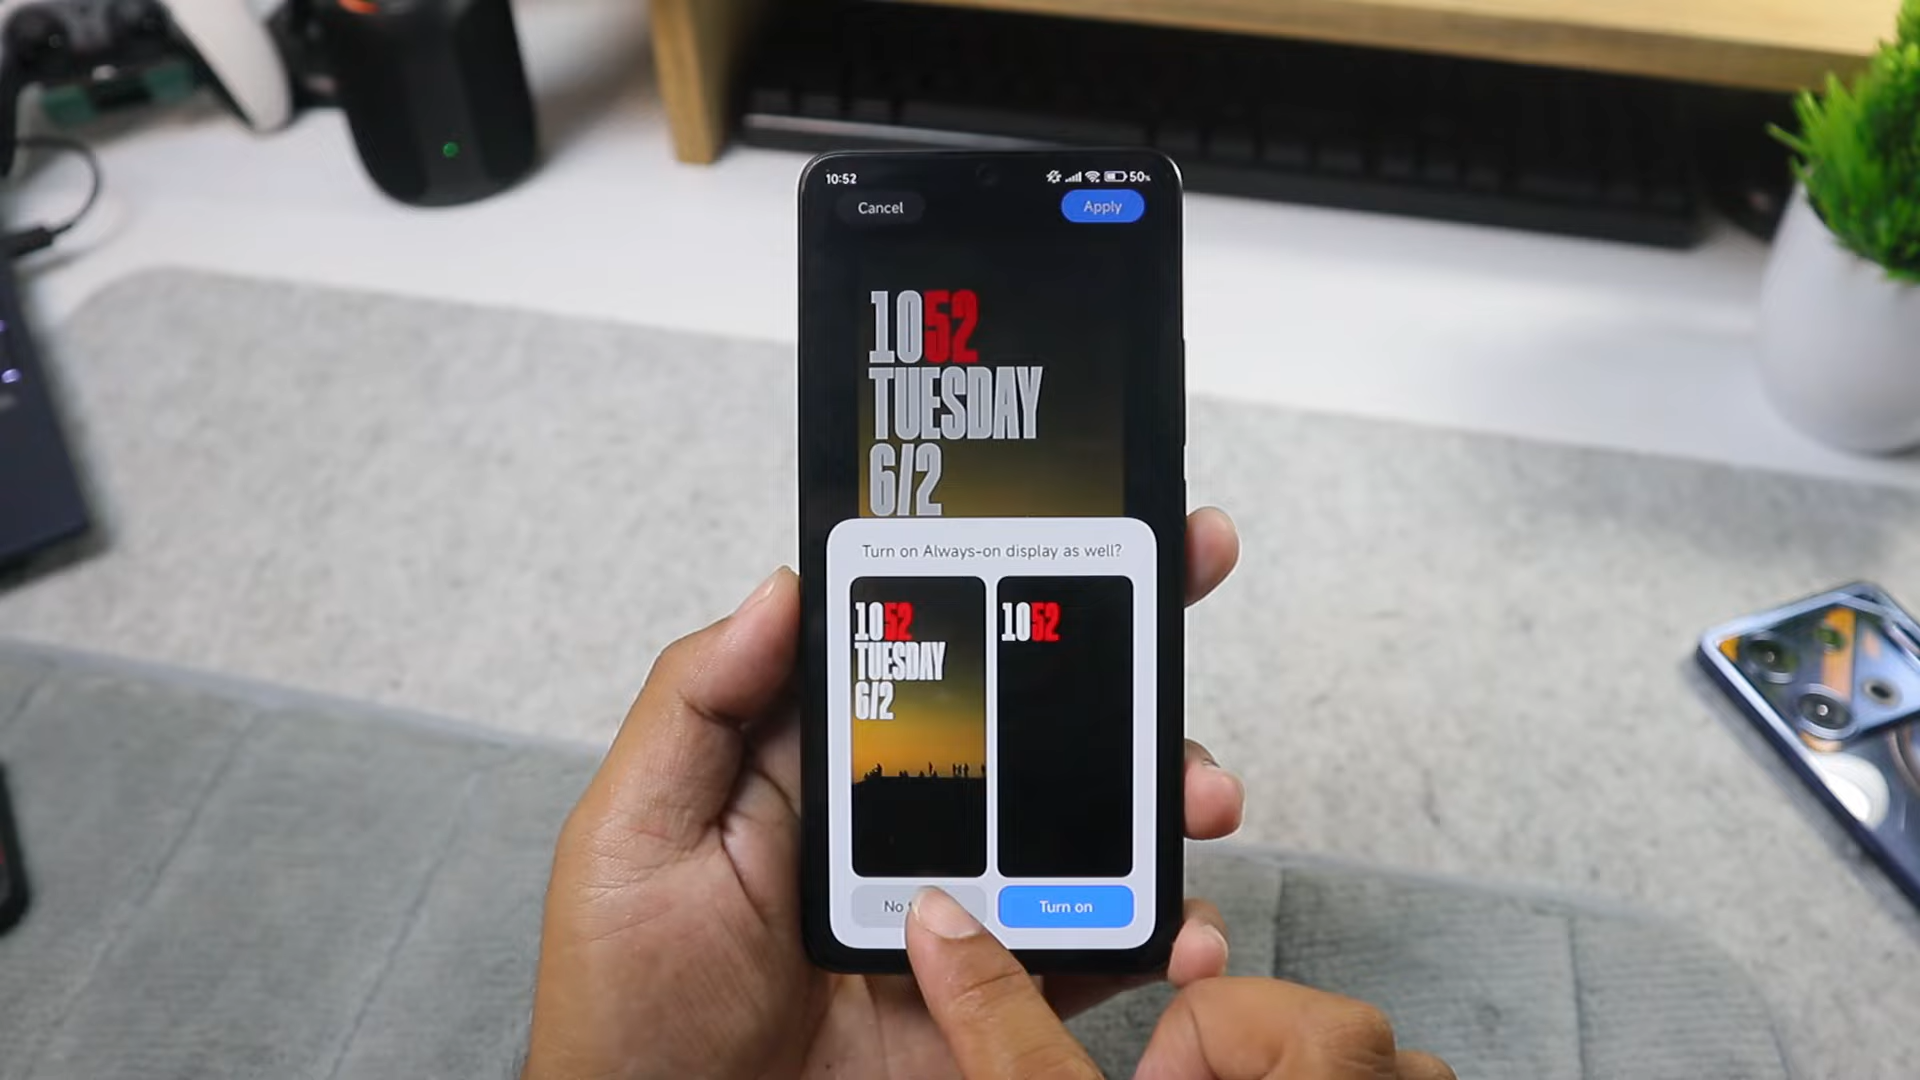 10:52 50%
Cancel Apply
1052
TUESDAY
6/2
Turn on Always-on display as well?
1052
TUESDAY
6/2
1052
No
Turn on